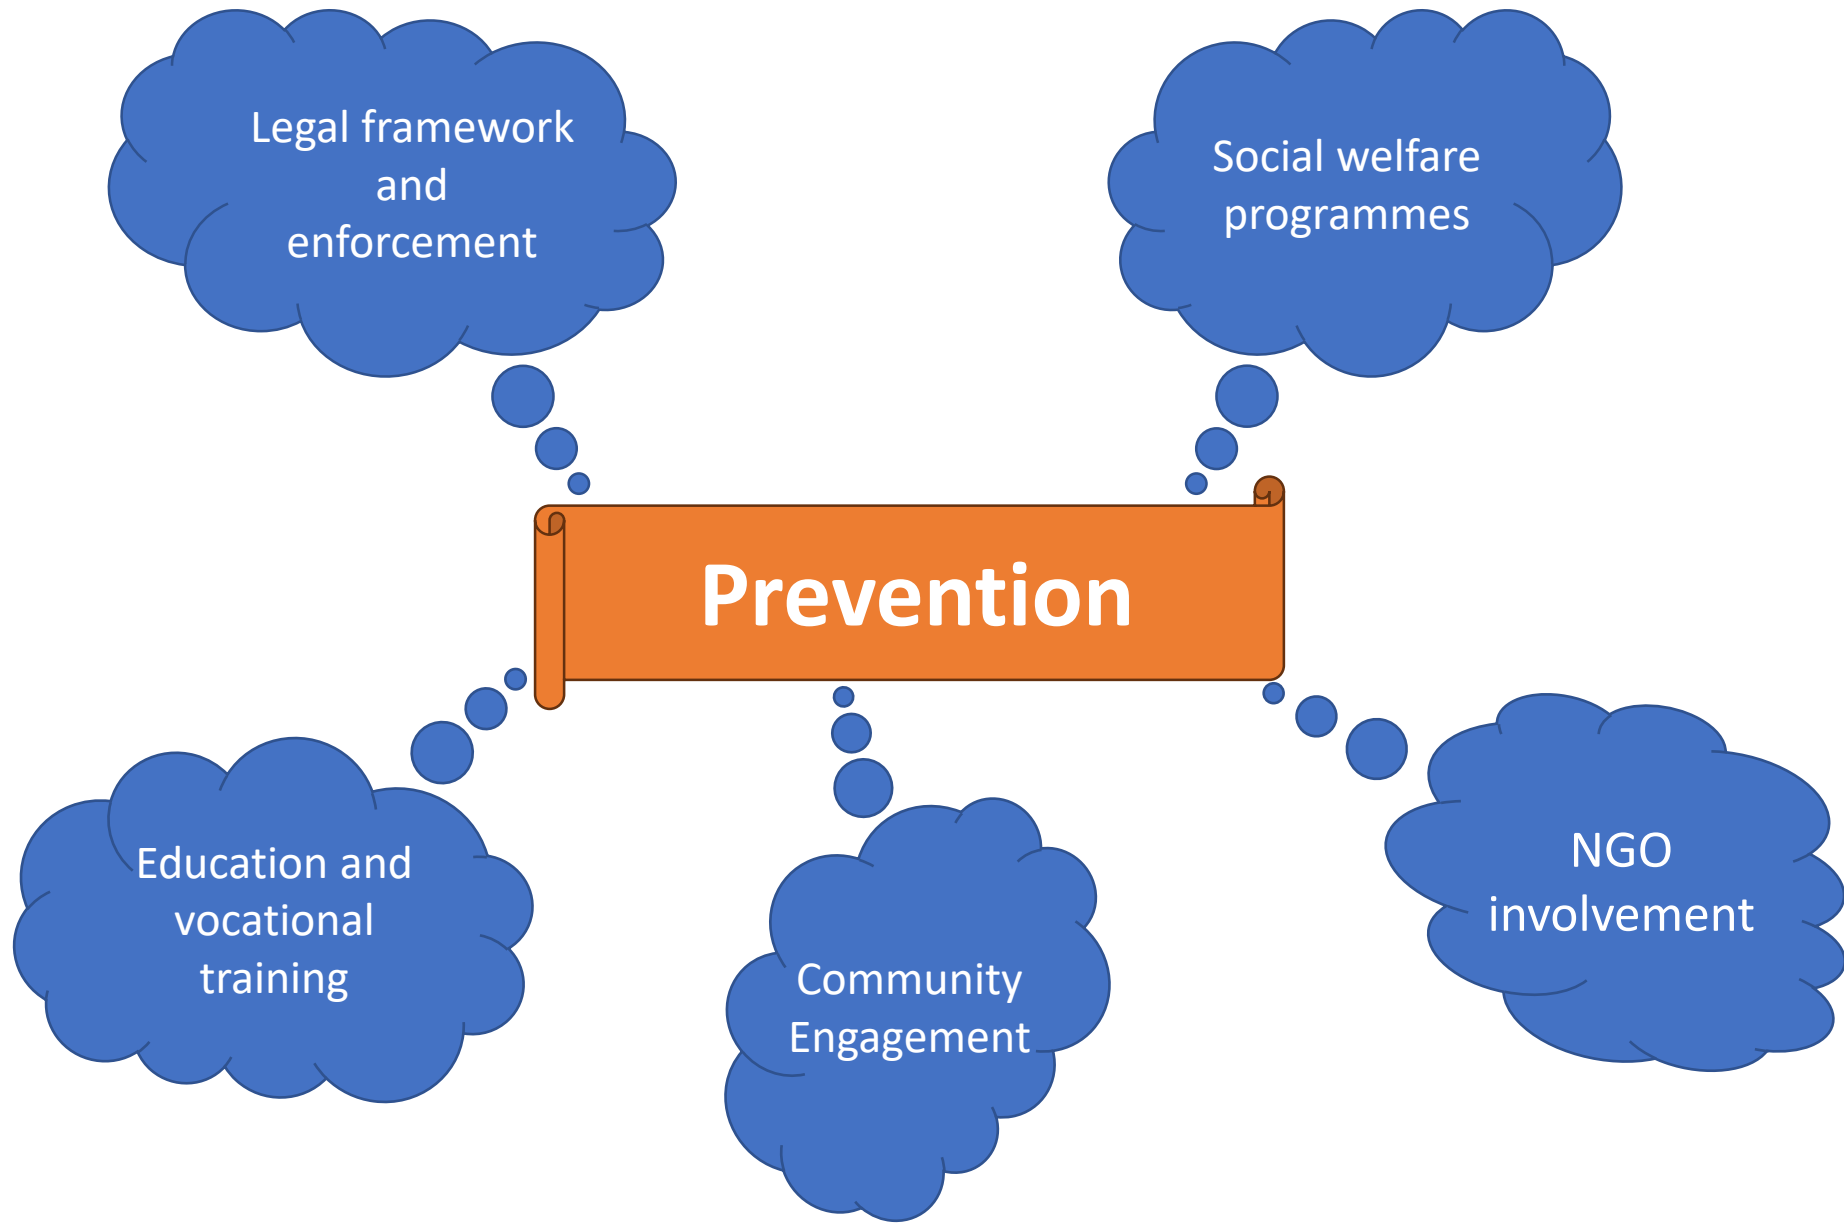 Legal framework
and
enforcement
Social welfare
programmes
Prevention
Education and
vocational
training
Community
Engagement
NGO
involvement